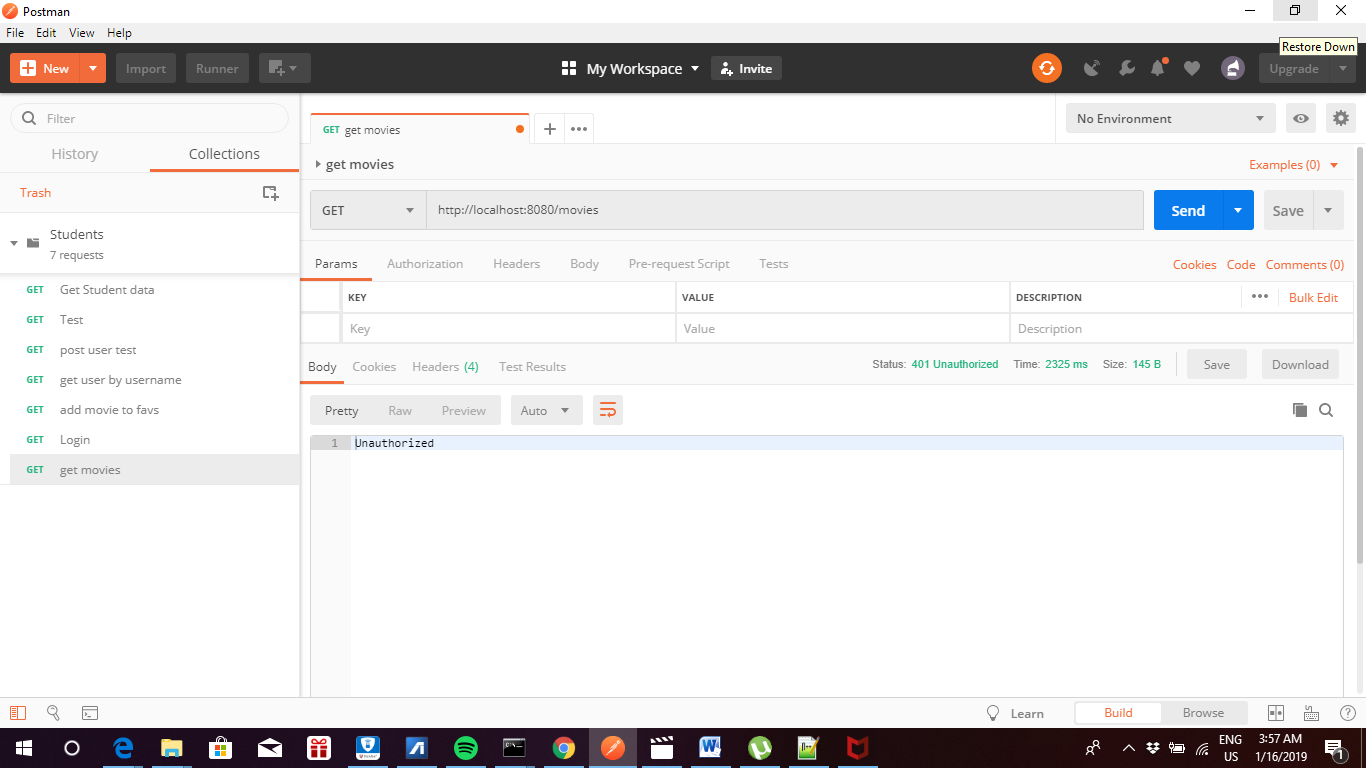 Postman
File Edit View Help
Restore Down
New Import Runner My Workspace Invite Upgrade
Filter
History Collections
Trash
Students
7 requests
GET Get Student data
GET Test
GET post user test
GET get user by username
GET add movie to favs
GET Login
GET get movies
GET get movies
No Environment
get movies
Examples (0)
GET http://localhost:8080/movies Send Save
Params Authorization Headers Body Pre-request Script Tests Cookies Code Comments (0)
KEY VALUE DESCRIPTION Bulk Edit
Key Value Description
Body Cookies Headers (4) Test Results Status: 401 Unauthorized Time: 2325 ms Size: 145 B Save Download
Pretty Raw Preview Auto
1 Unauthorized
Learn Build Browse
ENG
US
3:57 AM
1/16/2019
1